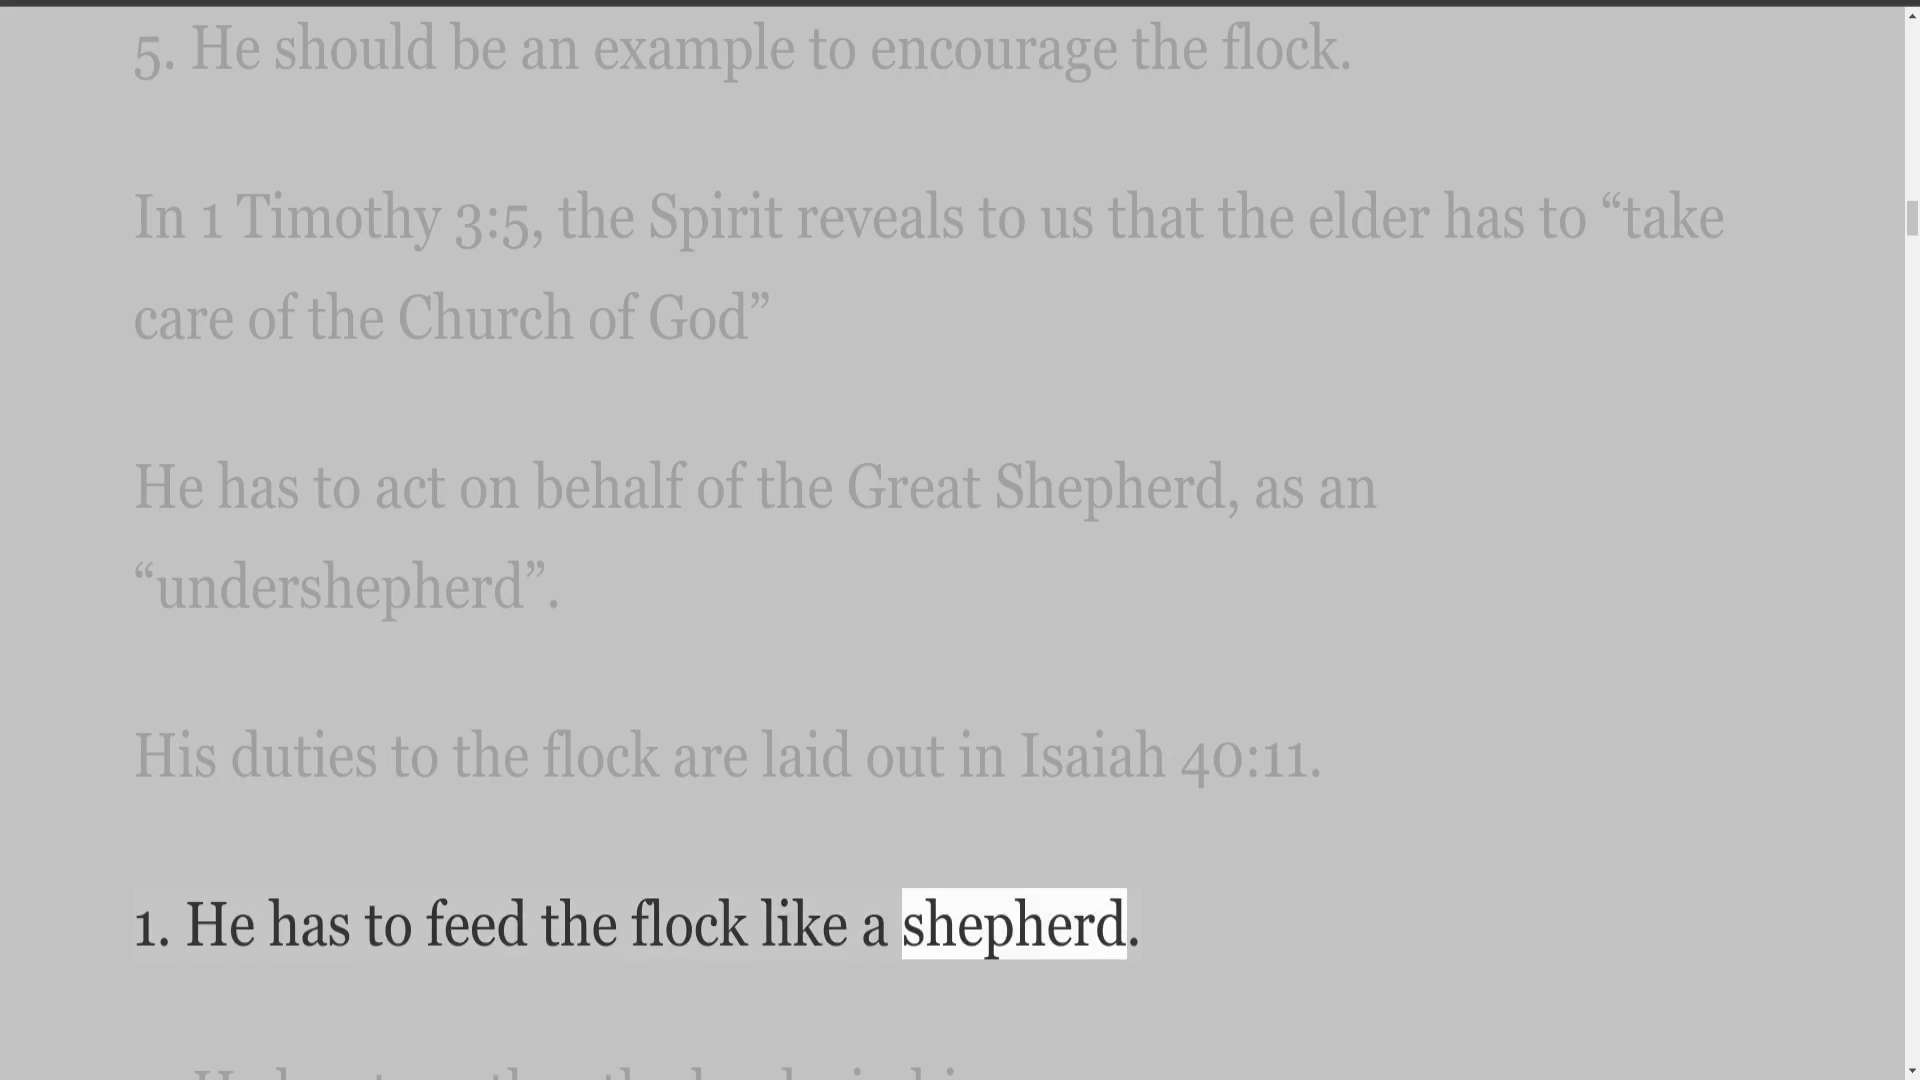 5. He should be an example to encourage the flock.
In 1 Timothy 3:5, the Spirit reveals to us that the elder has to “take
care of the Church of God”
He has to act on behalf of the Great Shepherd, as an
“undershepherd”.
His duties to the flock are laid out in Isaiah 40:11.
1. He has to feed the flock like a shepherd.